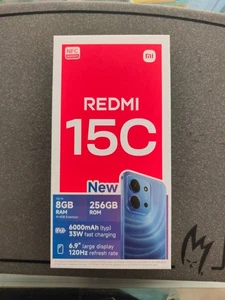 NFC
mi
REDMI
15C
New
8GB
RAM
256GB
ROM
6000mAh (typ)
33W fast charging
6.9" large display
120Hz refresh rate